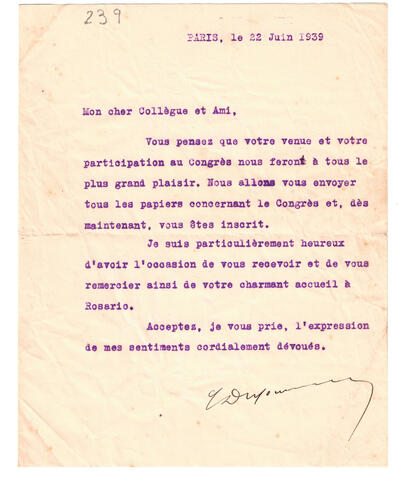 239
PARIS, le 22 Juin 1939
Mon cher Collègue et Ami,
Vous pensez que votre venue et votre
participation au Congrès nous feront à tous le
plus grand plaisir. Nous allons vous envoyer
tous les papiers concernant le Congrès et, dès
maintenant, vous êtes inscrit.
Je suis particulièrement heureux
d'avoir l'occasion de vous recevoir et de vous
remercier ainsi de votre charmant accueil à
Rosario.
Acceptez, je vous prie, l'expression
de mes sentiments cordialement dévoués.